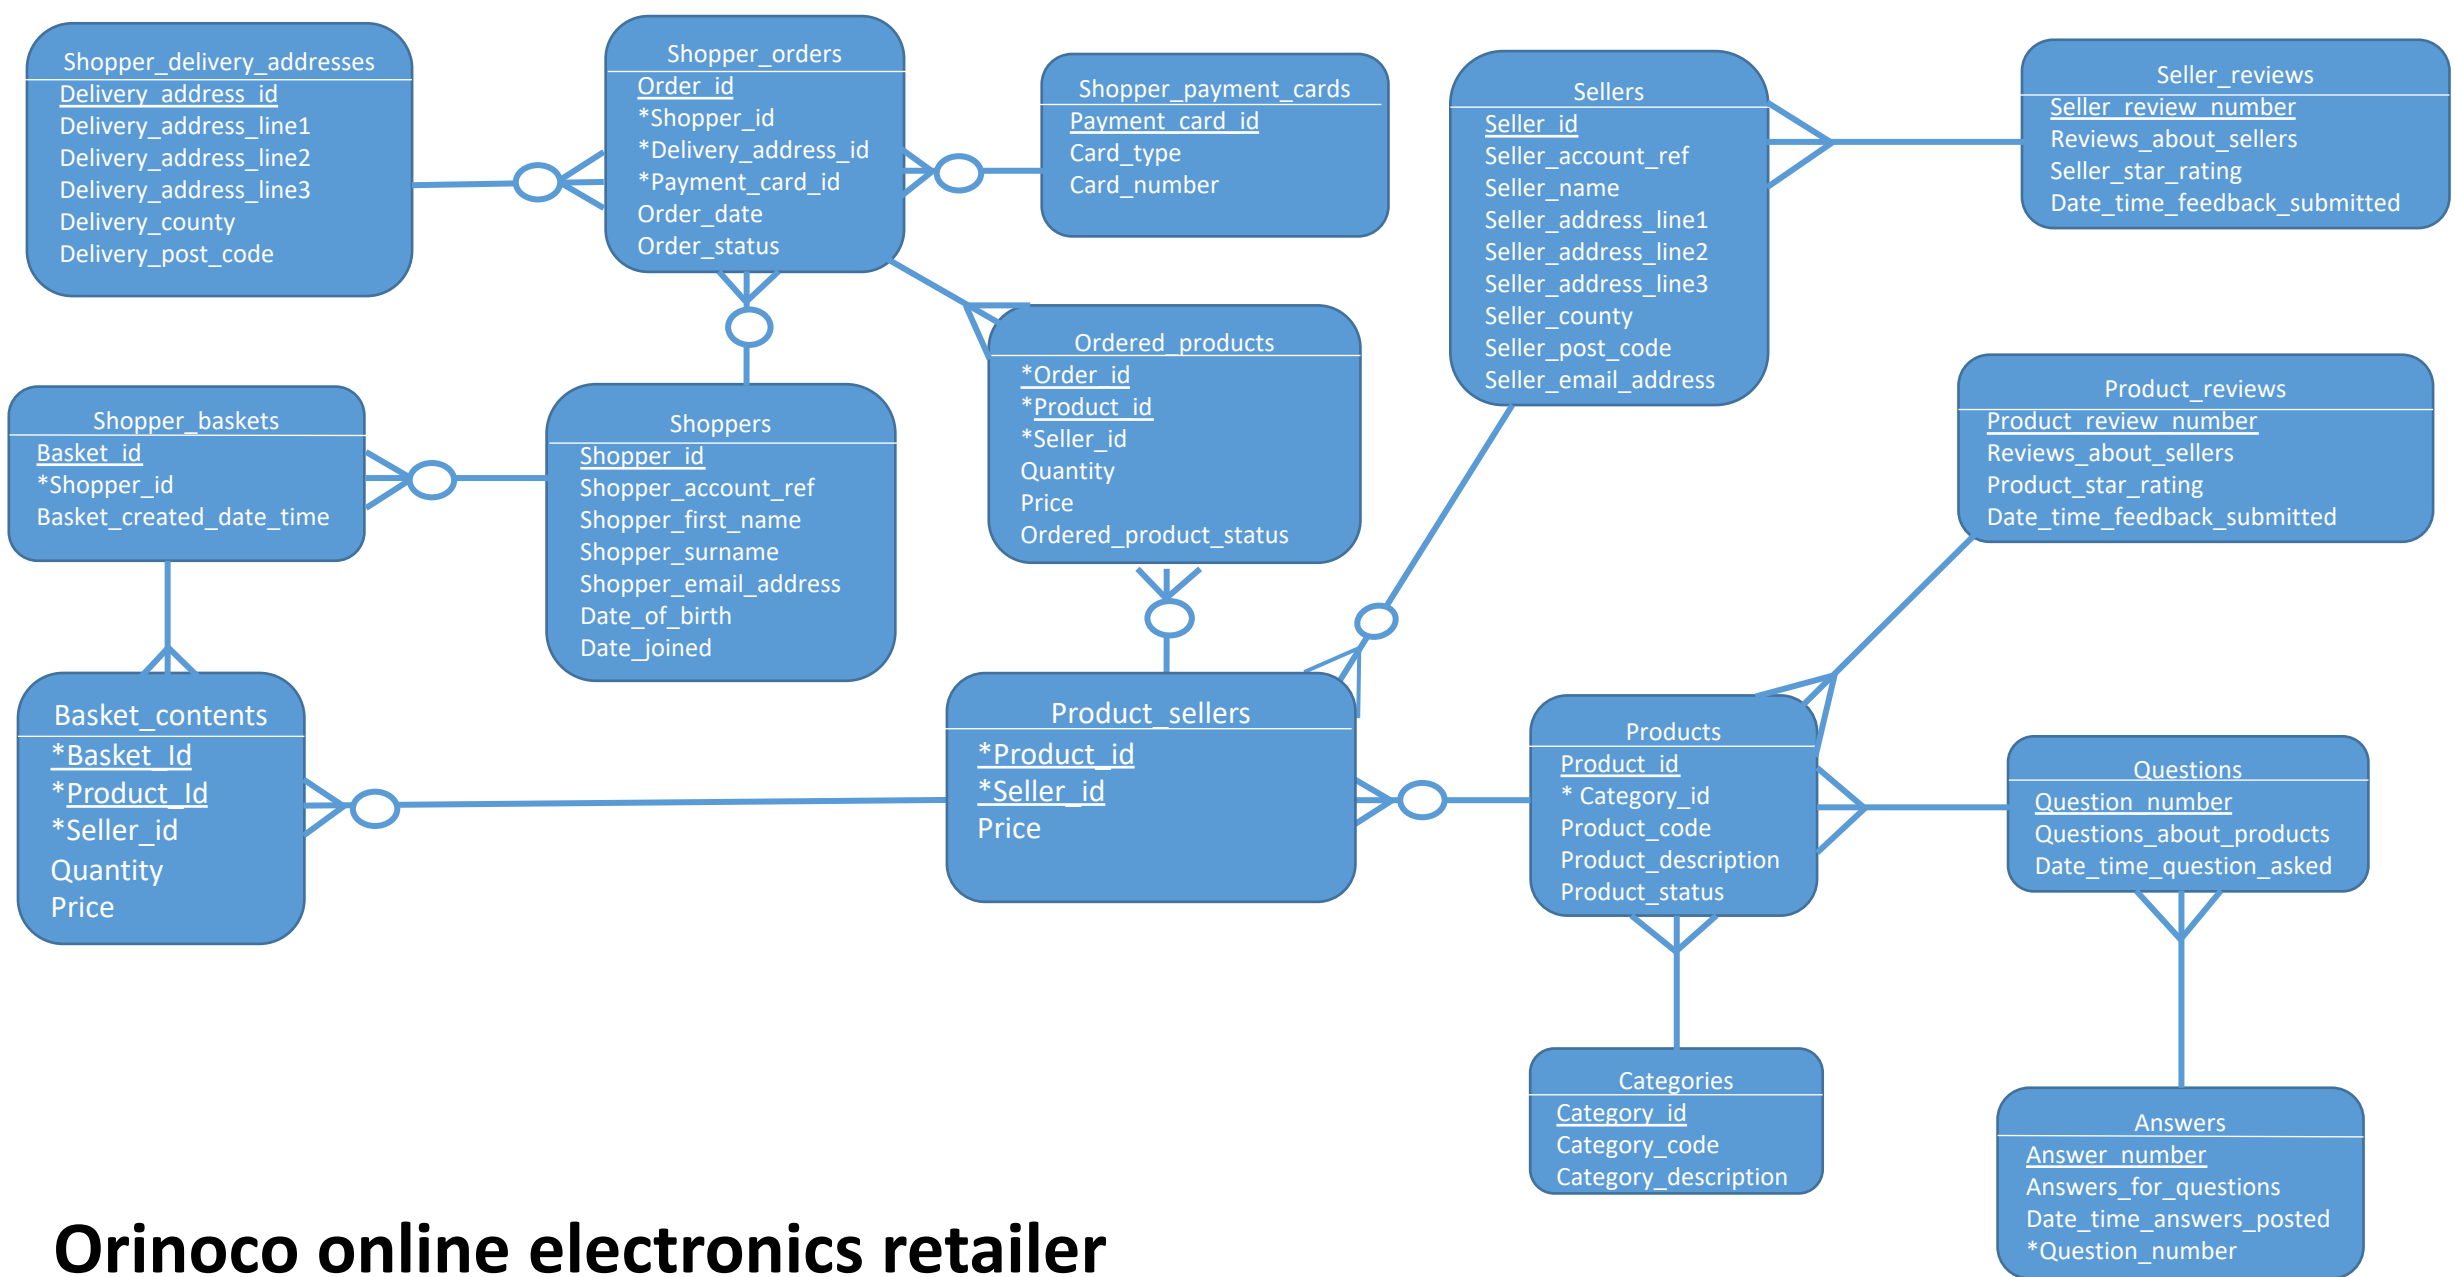 Shopper_delivery_addresses
Delivery_address_id
Delivery_address_line1
Delivery_address_line2
Delivery_address_line3
Delivery_county
Delivery_post_code
Shopper_orders
Order_id
*Shopper_id
*Delivery_address_id
*Payment_card_id
Order_date
Order_status
Shopper_payment_cards
Payment_card_id
Card_type
Card_number
Sellers
Seller_id
Seller_account_ref
Seller_name
Seller_address_line1
Seller_address_line2
Seller_address_line3
Seller_county
Seller_post_code
Seller_email_address
Seller_reviews
Seller_review_number
Reviews_about_sellers
Seller_star_rating
Date_time_feedback_submitted
Shopper_baskets
Basket_id
*Shopper_id
Basket_created_date_time
Shoppers
Shopper_id
Shopper_account_ref
Shopper_first_name
Shopper_surname
Shopper_email_address
Date_of_birth
Date_joined
Ordered_products
*Order_id
*Product_id
*Seller_id
Quantity
Price
Ordered_product_status
Product_reviews
Product_review_number
Reviews_about_sellers
Product_star_rating
Date_time_feedback_submitted
Basket_contents
*Basket_Id
*Product_Id
*Seller_id
Quantity
Price
Product_sellers
*Product_id
*Seller_id
Price
Products
Product_id
* Category_id
Product_code
Product_description
Product_status
Questions
Question_number
Questions_about_products
Date_time_question_asked
Categories
Category_id
Category_code
Category_description
Answers
Answer_number
Answers_for_questions
Date_time_answers_posted
*Question_number
Orinoco online electronics retailer